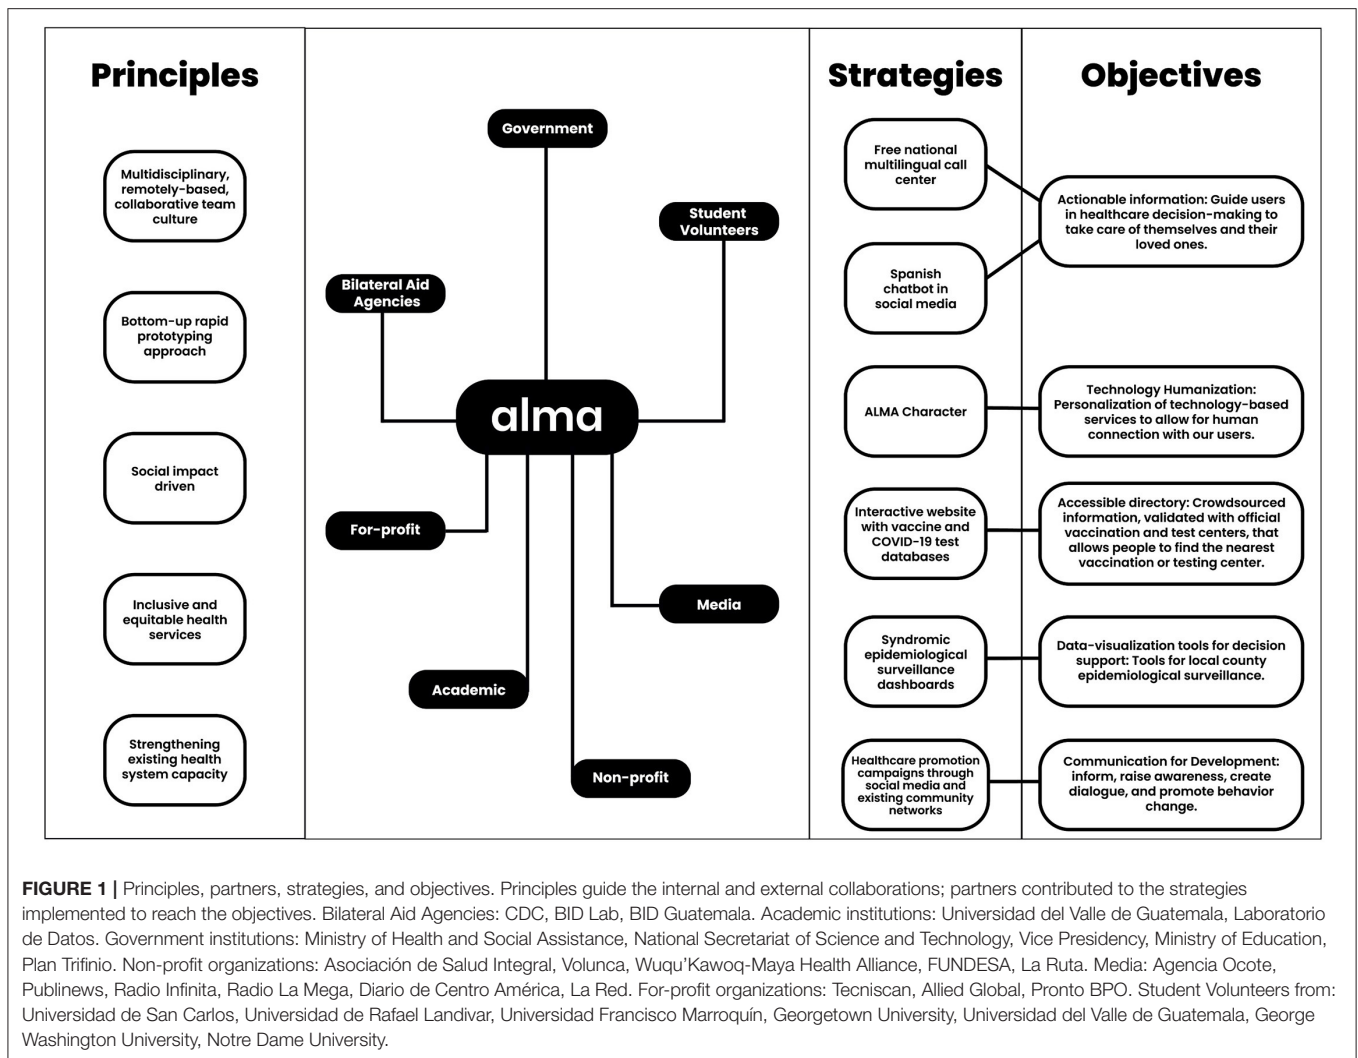 Principles
Multidisciplinary,
remotely-based,
collaborative team
culture
Bottom-up rapid
prototyping
approach
Social impact
driven
Inclusive and
equitable health
services
Strengthening
existing health
system capacity
Government
Student
Volunteers
Bilateral Aid
Agencies
alma
For-profit
Media
Academic
Non-profit
Strategies
Free national
multilingual call
center
Spanish
chatbot in
social media
ALMA Character
Interactive website
with vaccine and
COVID-19 test
databases
Syndromic
epidemiological
surveillance
dashboards
Healthcare promotion
campaigns through
social media and
existing community
networks
Objectives
Actionable information: Guide users
in healthcare decision-making to
take care of themselves and their
loved ones.
Technology Humanization:
Personalization of technology-based
services to allow for human
connection with our users.
Accessible directory: Crowdsourced
information, validated with official
vaccination and test centers, that
allows people to find the nearest
vaccination or testing center.
Data-visualization tools for decision
support: Tools for local county
epidemiological surveillance.
Communication for Development:
inform, raise awareness, create
dialogue, and promote behavior
change.
FIGURE 1 | Principles, partners, strategies, and objectives. Principles guide the internal and external collaborations; partners contributed to the strategies
implemented to reach the objectives. Bilateral Aid Agencies: CDC, BID Lab, BID Guatemala. Academic institutions: Universidad del Valle de Guatemala, Laboratorio
de Datos. Government institutions: Ministry of Health and Social Assistance, National Secretariat of Science and Technology, Vice Presidency, Ministry of Education,
Plan Trifinio. Non-profit organizations: Asociación de Salud Integral, Volunca, Wuqu’Kawoq-Maya Health Alliance, FUNDESA, La Ruta. Media: Agencia Ocote,
Publinews, Radio Infinita, Radio La Mega, Diario de Centro América, La Red. For-profit organizations: Tecniscan, Allied Global, Pronto BPO. Student Volunteers from:
Universidad de San Carlos, Universidad de Rafael Landivar, Universidad Francisco Marroquín, Georgetown University, Universidad del Valle de Guatemala, George
Washington University, Notre Dame University.